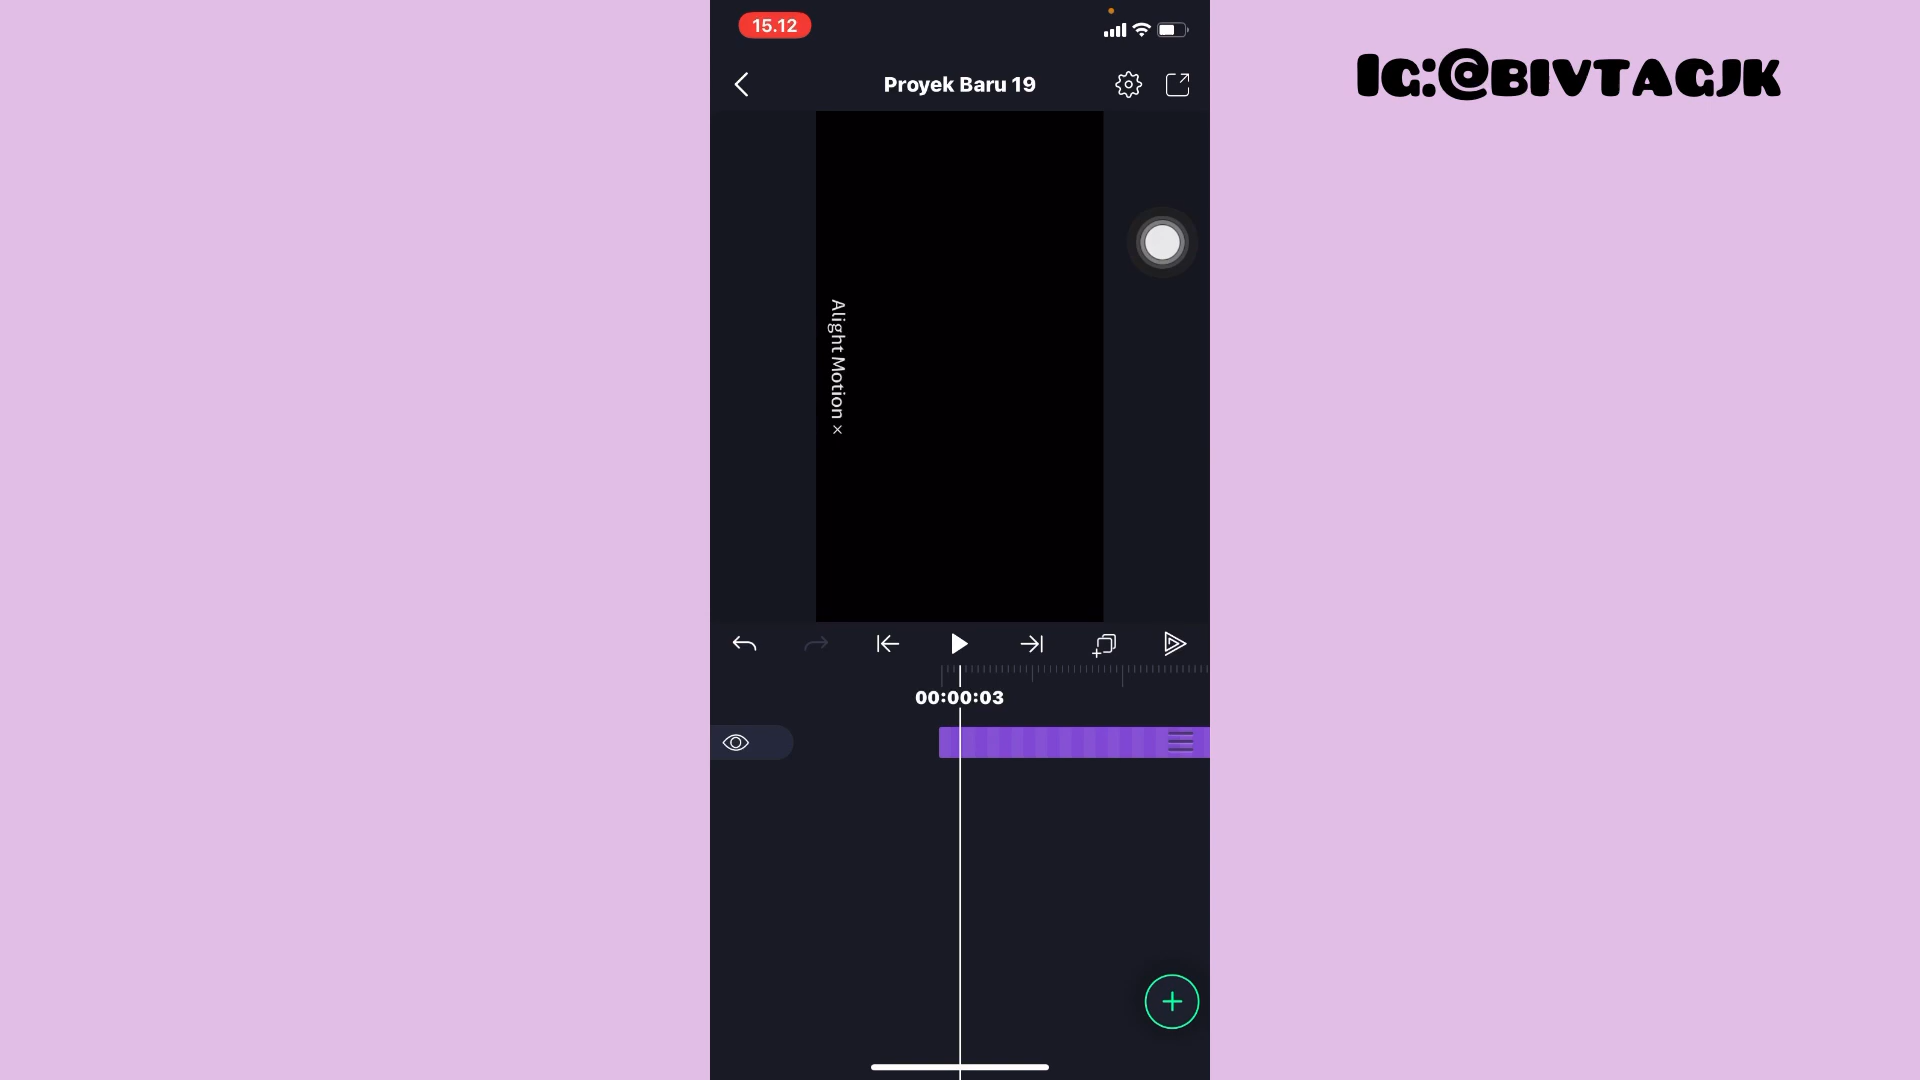 15.12
IG:@BIVTAGJK
Proyek Baru 19
Alight Motion ×
00:00:03